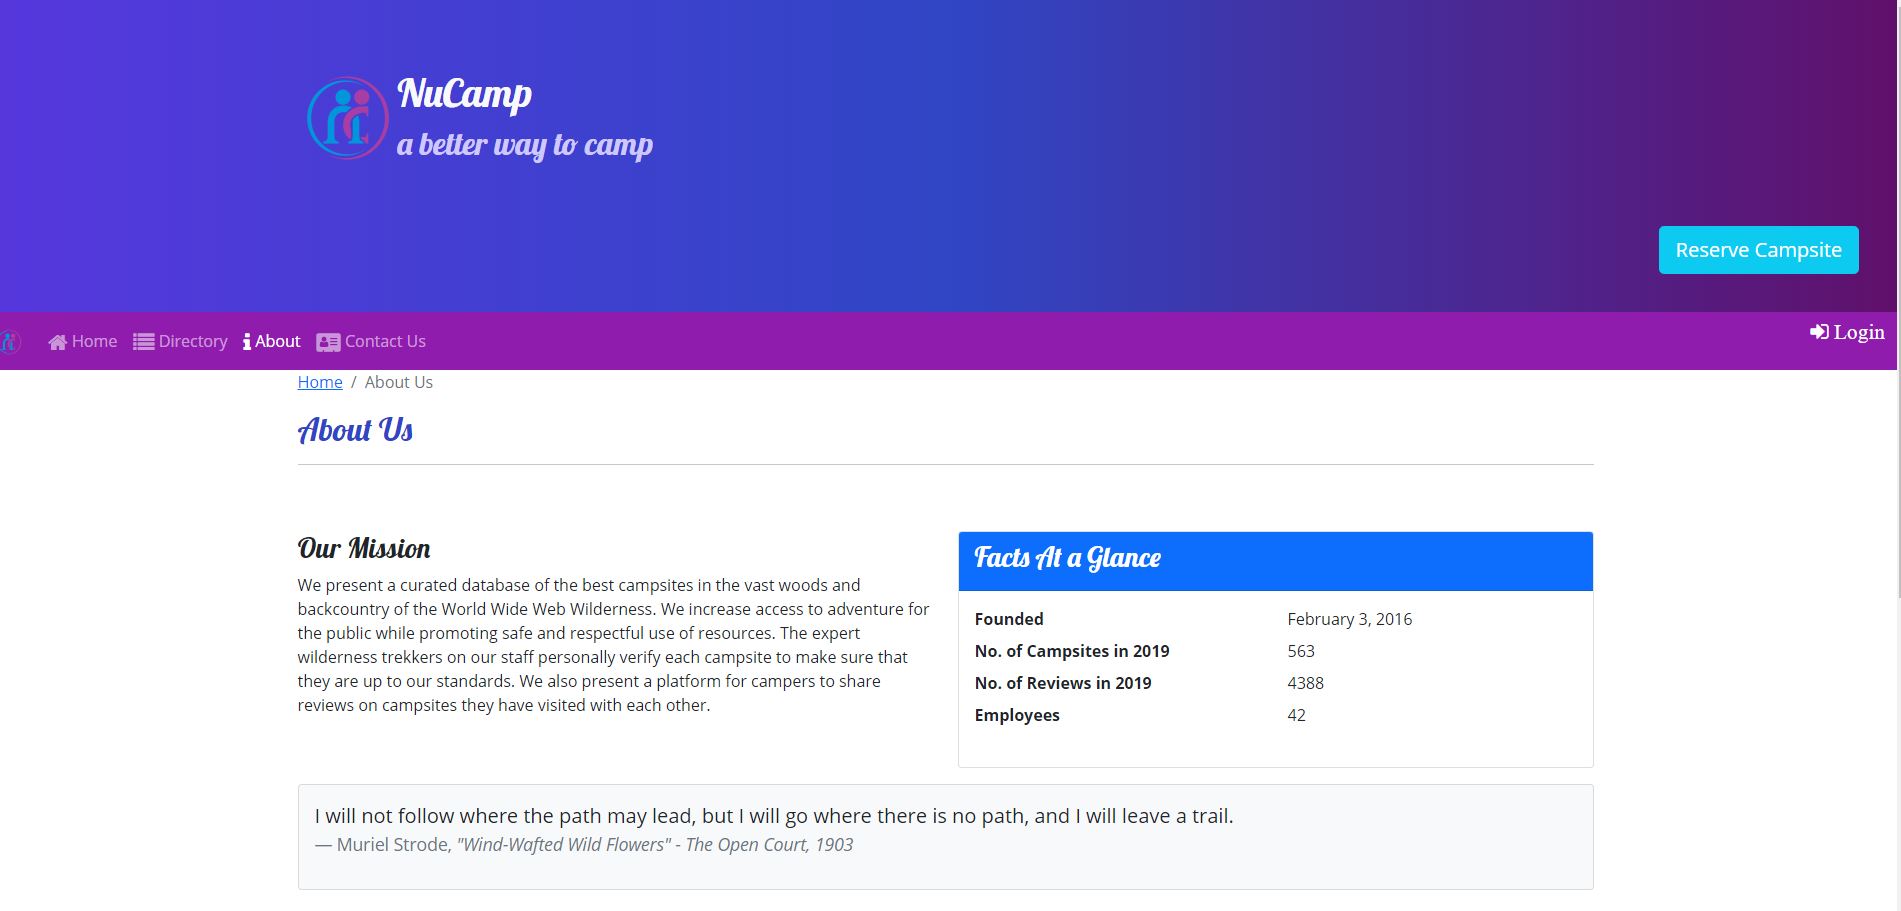 NuCamp
a better way to camp
Reserve Campsite
Home Directory About Contact Us Login
Home / About Us
About Us
Our Mission
We present a curated database of the best campsites in the vast woods and
backcountry of the World Wide Web Wilderness. We increase access to adventure for
the public while promoting safe and respectful use of resources. The expert
wilderness trekkers on our staff personally verify each campsite to make sure that
they are up to our standards. We also present a platform for campers to share
reviews on campsites they have visited with each other.
Facts At a Glance
Founded February 3, 2016
No. of Campsites in 2019 563
No. of Reviews in 2019 4388
Employees 42
I will not follow where the path may lead, but I will go where there is no path, and I will leave a trail.
— Muriel Strode, "Wind-Wafted Wild Flowers" - The Open Court, 1903